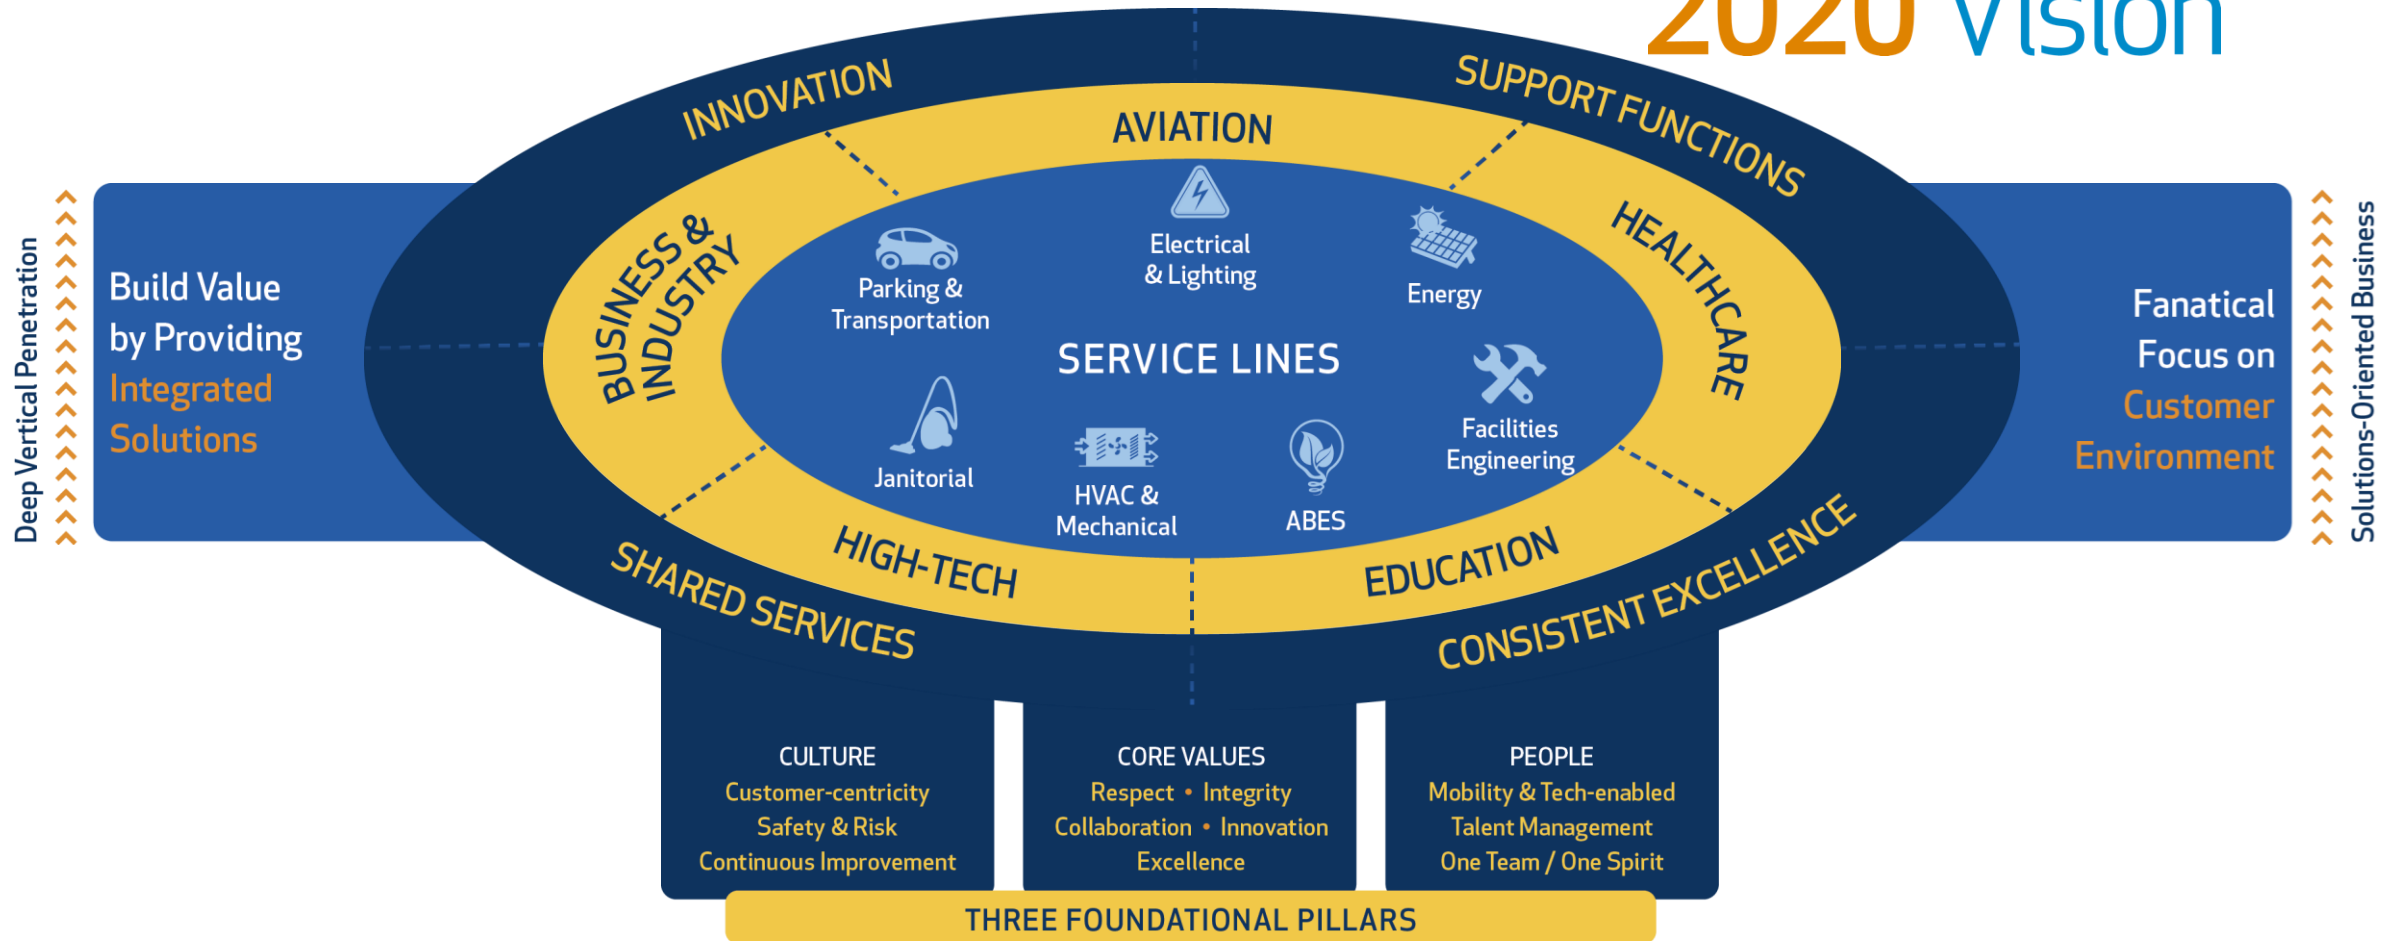 2020 Vision
INNOVATION
SUPPORT FUNCTIONS
AVIATION
BUSINESS &
INDUSTRY
HEALTHCARE
Electrical
& Lighting
Parking &
Transportation
Energy
SERVICE LINES
Facilities
Engineering
Janitorial
HVAC &
Mechanical
ABES
HIGH-TECH
EDUCATION
SHARED SERVICES
CONSISTENT EXCELLENCE
Deep Vertical Penetration
Build Value
by Providing
Integrated
Solutions
Fanatical
Focus on
Customer
Environment
Solutions-Oriented Business
CULTURE
Customer-centricity
Safety & Risk
Continuous Improvement
CORE VALUES
Respect • Integrity
Collaboration • Innovation
Excellence
PEOPLE
Mobility & Tech-enabled
Talent Management
One Team / One Spirit
THREE FOUNDATIONAL PILLARS